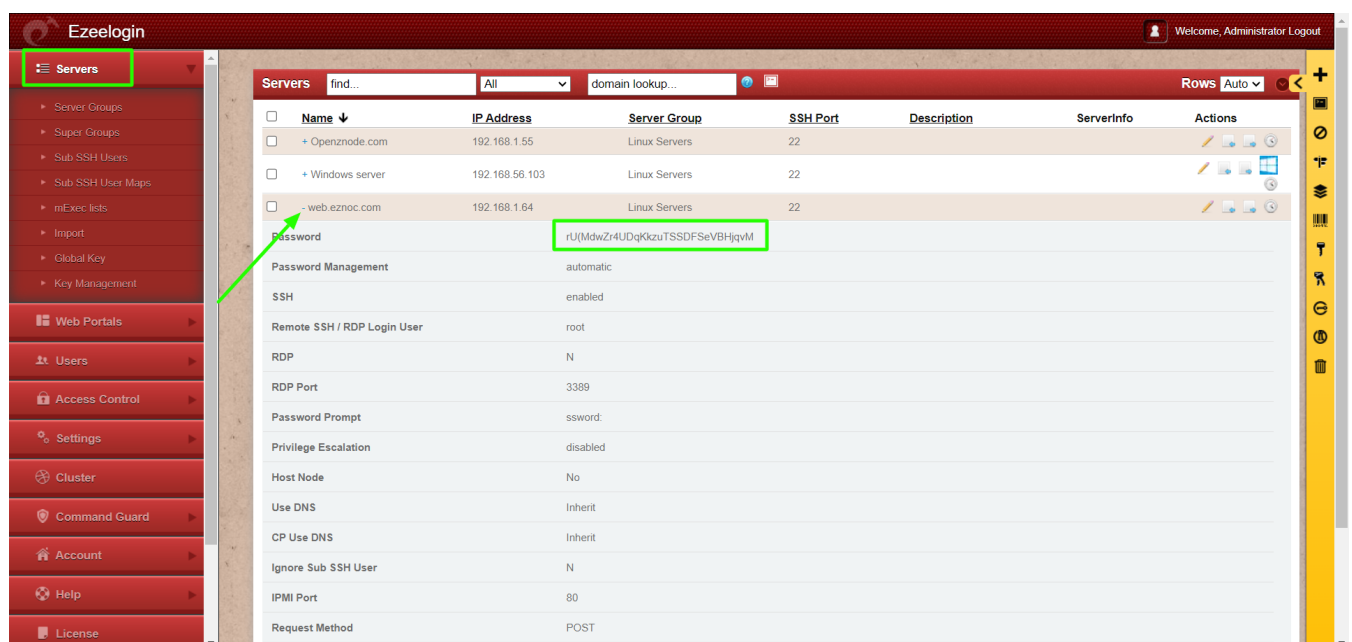 Ezeelogin
Welcome, Administrator Logout
Servers
Server Groups
Super Groups
Sub SSH Users
Sub SSH User Maps
mExec lists
Import
Global Key
Key Management
Web Portals
Users
Access Control
Settings
Cluster
Command Guard
Account
Help
License
Servers find... All domain lookup... Rows Auto
Name IP Address Server Group SSH Port Description ServerInfo Actions
+ Openznode.com 192.168.1.55 Linux Servers 22
+ Windows server 192.168.56.103 Linux Servers 22
- web.eznoc.com 192.168.1.64 Linux Servers 22
Password rU(MdwZr4UDqKkzuTSSDFSeVBHjqvM
Password Management automatic
SSH enabled
Remote SSH / RDP Login User root
RDP N
RDP Port 3389
Password Prompt ssword:
Privilege Escalation disabled
Host Node No
Use DNS Inherit
CP Use DNS Inherit
Ignore Sub SSH User N
IPMI Port 80
Request Method POST